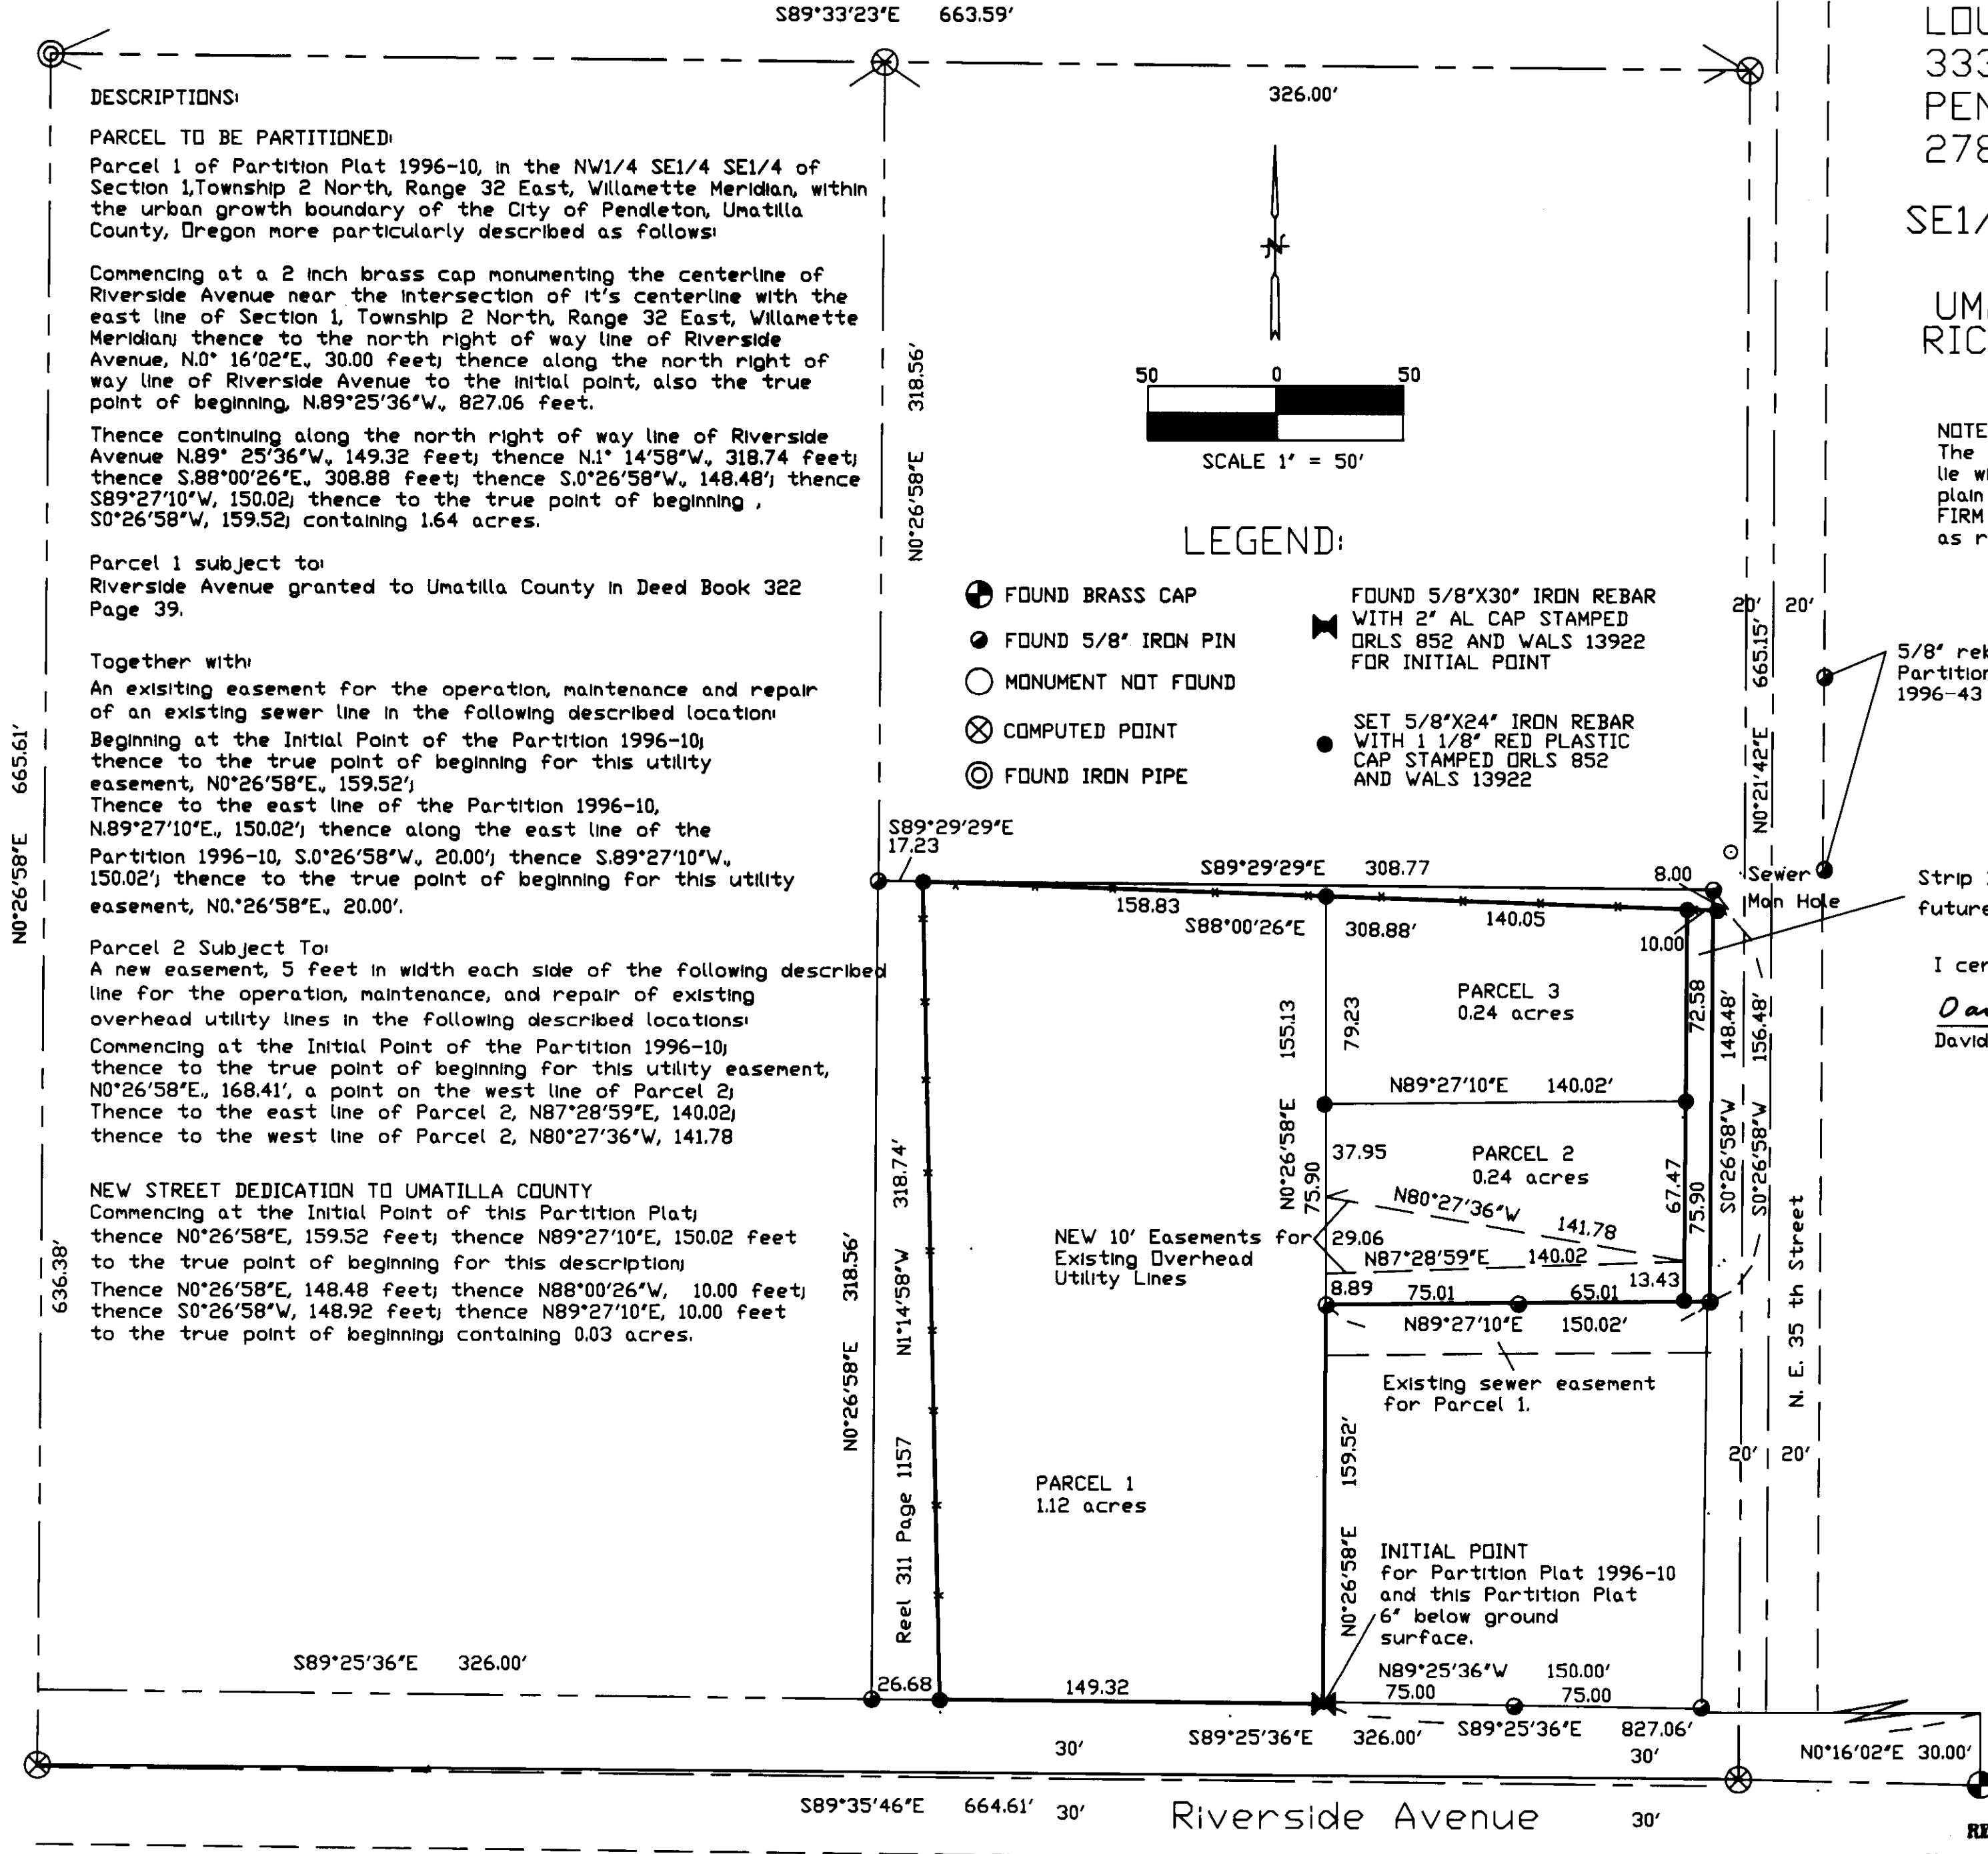 S89°33'23"E 663.59'
326.00'
DESCRIPTIONS:
PARCEL TO BE PARTITIONED:
Parcel 1 of Partition Plat 1996-10, in the NW1/4 SE1/4 SE1/4 of
Section 1,Township 2 North, Range 32 East, Willamette Meridian, within
the urban growth boundary of the City of Pendleton, Umatilla
County, Oregon more particularly described as follows:
Commencing at a 2 inch brass cap monumenting the centerline of
Riverside Avenue near the intersection of it's centerline with the
east line of Section 1, Township 2 North, Range 32 East, Willamette
Meridian; thence to the north right of way line of Riverside
Avenue, N.0° 16'02"E., 30.00 feet; thence along the north right of
way line of Riverside Avenue to the initial point, also the true
point of beginning, N.89°25'36"W., 827.06 feet.
Thence continuing along the north right of way line of Riverside
Avenue N.89° 25'36"W., 149.32 feet; thence N.1° 14'58"W., 318.74 feet;
thence S.88°00'26"E., 308.88 feet; thence S.0°26'58"W., 148.48'; thence
S89°27'10"W, 150.02; thence to the true point of beginning ,
S0°26'58"W, 159.52; containing 1.64 acres.
Parcel 1 subject to:
Riverside Avenue granted to Umatilla County in Deed Book 322
Page 39.
Together with:
An exisiting easement for the operation, maintenance and repair
of an existing sewer line in the following described location:
Beginning at the Initial Point of the Partition 1996-10;
thence to the true point of beginning for this utility
easement, N0°26'58"E., 159.52';
Thence to the east line of the Partition 1996-10,
N.89°27'10"E., 150.02'; thence along the east line of the
Partition 1996-10, S.0°26'58"W., 20.00'; thence S.89°27'10"W.,
150.02'; thence to the true point of beginning for this utility
easement, N0.°26'58"E., 20.00'.
Parcel 2 Subject To:
A new easement, 5 feet in width each side of the following described
line for the operation, maintenance, and repair of existing
overhead utility lines in the following described locations:
Commencing at the Initial Point of the Partition 1996-10;
thence to the true point of beginning for this utility easement,
N0°26'58"E., 168.41', a point on the west line of Parcel 2;
Thence to the east line of Parcel 2, N87°28'59"E, 140.02;
thence to the west line of Parcel 2, N80°27'36"W, 141.78
NEW STREET DEDICATION TO UMATILLA COUNTY
Commencing at the Initial Point of this Partition Plat;
thence N0°26'58"E, 159.52 feet; thence N89°27'10"E, 150.02 feet
to the true point of beginning for this description;
Thence N0°26'58"E, 148.48 feet; thence N88°00'26"W, 10.00 feet;
thence S0°26'58"W, 148.92 feet; thence N89°27'10"E, 10.00 feet
to the true point of beginning; containing 0.03 acres.
N0°26'58"E 665.61'
636.38'
N0°26'58"E 318.56'
N
50 0 50
SCALE 1" = 50'
LEGEND:
FOUND BRASS CAP
FOUND 5/8" IRON PIN
MONUMENT NOT FOUND
COMPUTED POINT
FOUND IRON PIPE
FOUND 5/8"X30" IRON REBAR
WITH 2" AL CAP STAMPED
ORLS 852 AND WALS 13922
FOR INITIAL POINT
SET 5/8"X24" IRON REBAR
WITH 1 1/8" RED PLASTIC
CAP STAMPED ORLS 852
AND WALS 13922
S89°29'29"E
17.23
S89°29'29"E 308.77
158.83
S88°00'26"E 308.88'
140.05
8.00
10.00
Sewer
Man Hole
20' 20'
N0°21'42"E 665.15'
PARCEL 3
0.24 acres
155.13
79.23
72.58
148.48'
156.48'
N89°27'10"E 140.02'
N0°26'58"E
75.90
37.95
PARCEL 2
0.24 acres
67.47
75.90
S0°26'58"W
S0°26'58"W
N80°27'36"W 141.78
NEW 10' Easements for
Existing Overhead
Utility Lines
29.06
N87°28'59"E 140.02
8.89
75.01
65.01
13.43
N89°27'10"E 150.02'
Existing sewer easement
for Parcel 1.
N. E. 35 th Street
20' 20'
N0°26'58"E 318.56'
N1°14'58"W 318.74'
Reel 311 Page 1157
PARCEL 1
1.12 acres
N0°26'58"E 159.52'
INITIAL POINT
for Partition Plat 1996-10
and this Partition Plat
6" below ground
surface.
N89°25'36"W 150.00'
75.00 75.00
S89°25'36"E 326.00'
26.68
149.32
S89°25'36"E 326.00'
S89°25'36"E 827.06'
30'
30'
N0°16'02"E 30.00'
S89°35'46"E 664.61'
30'
Riverside Avenue
30'
LOU
333
PEN
278
SE1/
UM
RIC
NOTE
The
lie w
plain
FIRM
as r
5/8" reb
Partition
1996-43
Strip
future
I cer
David